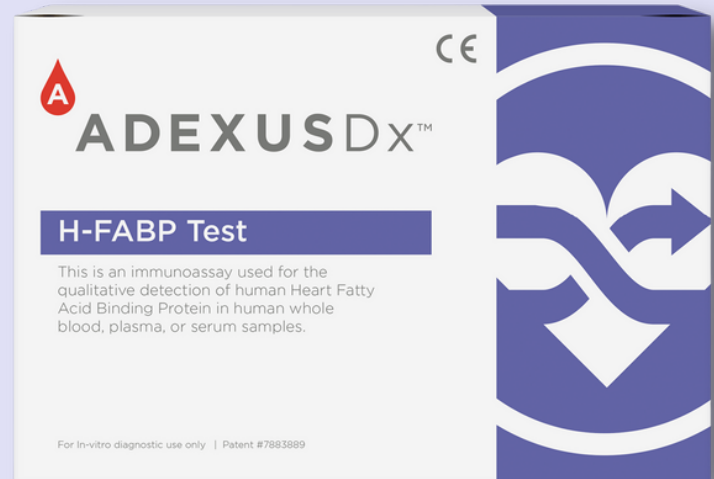 CE
A
ADEXUSDx™
H-FABP Test
This is an immunoassay used for the
qualitative detection of human Heart Fatty
Acid Binding Protein in human whole
blood, plasma, or serum samples.
For In-vitro diagnostic use only | Patent #7883889